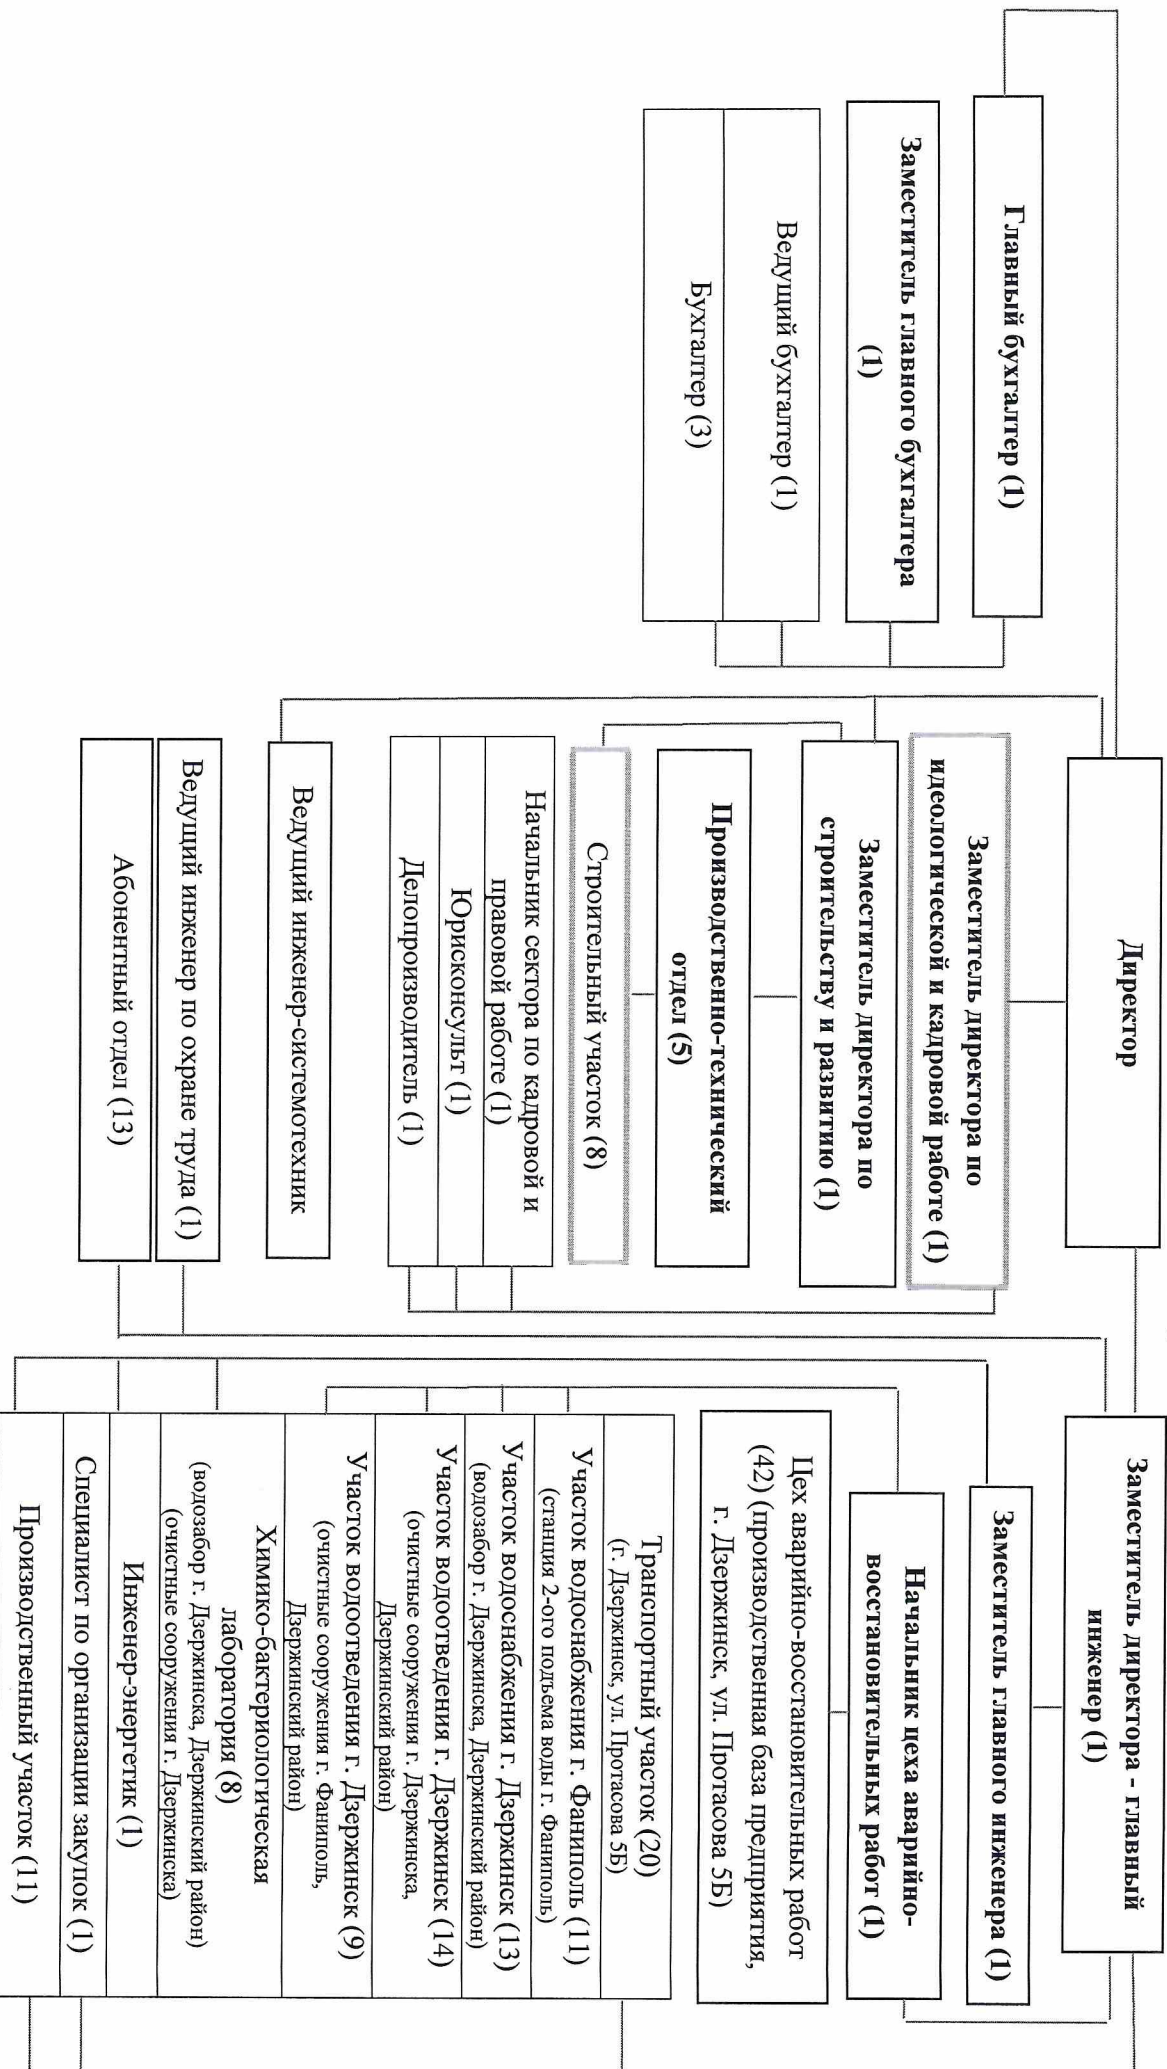 Директор
Главный бухгалтер (1)
Заместитель главного бухгалтера
(1)
Ведущий бухгалтер (1)
Бухгалтер (3)
Заместитель директора по
идеологической и кадровой работе (1)
Заместитель директора по
строительству и развитию (1)
Производственно-технический
отдел (5)
Строительный участок (8)
Начальник сектора по кадровой и
правовой работе (1)
Юрисконсульт (1)
Делопроизводитель (1)
Ведущий инженер-системотехник
Ведущий инженер по охране труда (1)
Абонентный отдел (13)
Заместитель директора - главный
инженер (1)
Заместитель главного инженера (1)
Начальник цеха аварийно-
восстановительных работ (1)
Цех аварийно-восстановительных работ
(42) (производственная база предприятия,
г. Дзержинск, ул. Протасова 5Б)
Транспортный участок (20)
(г. Дзержинск, ул. Протасова 5Б)
Участок водоснабжения г. Фаниполь (11)
(станция 2-ого подъема воды г. Фаниполь)
Участок водоснабжения г. Дзержинск (13)
(водозабор г. Дзержинска, Дзержинский район)
Участок водоотведения г. Дзержинск (14)
(очистные сооружения г. Дзержинска,
Дзержинский район)
Участок водоотведения г. Дзержинск (9)
(очистные сооружения г. Фаниполь,
Дзержинский район)
Химико-бактериологическая
лаборатория (8)
(водозабор г. Дзержинска, Дзержинский район)
(очистные сооружения г. Дзержинска)
Инженер-энергетик (1)
Специалист по организации закупок (1)
Производственный участок (11)